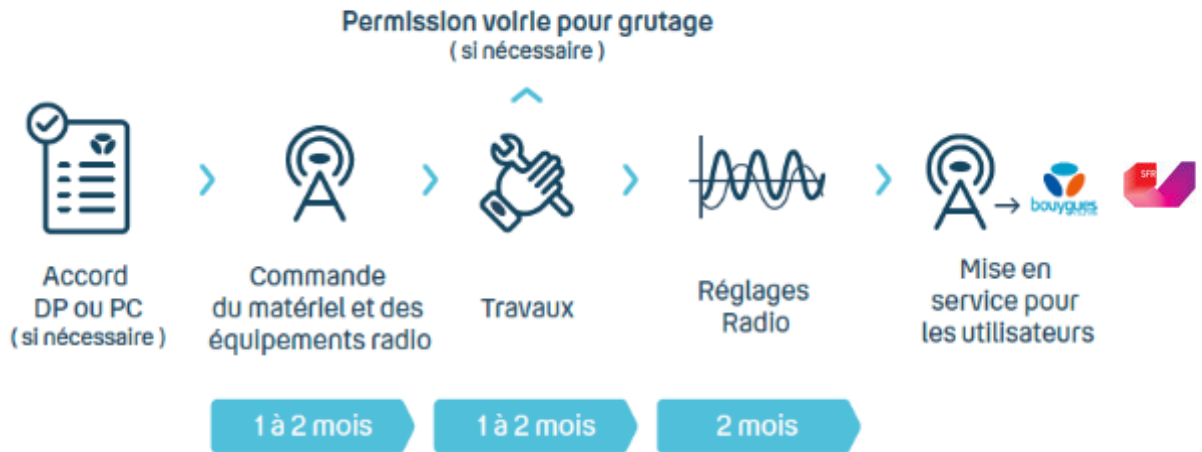 Permission voirie pour grutage
( si nécessaire )
SFR
bouygues
Accord
DP ou PC
( si nécessaire )
Commande
du matériel et des
équipements radio
Travaux
Réglages
Radio
Mise en
service pour
les utilisateurs
1 à 2 mois
1 à 2 mois
2 mois